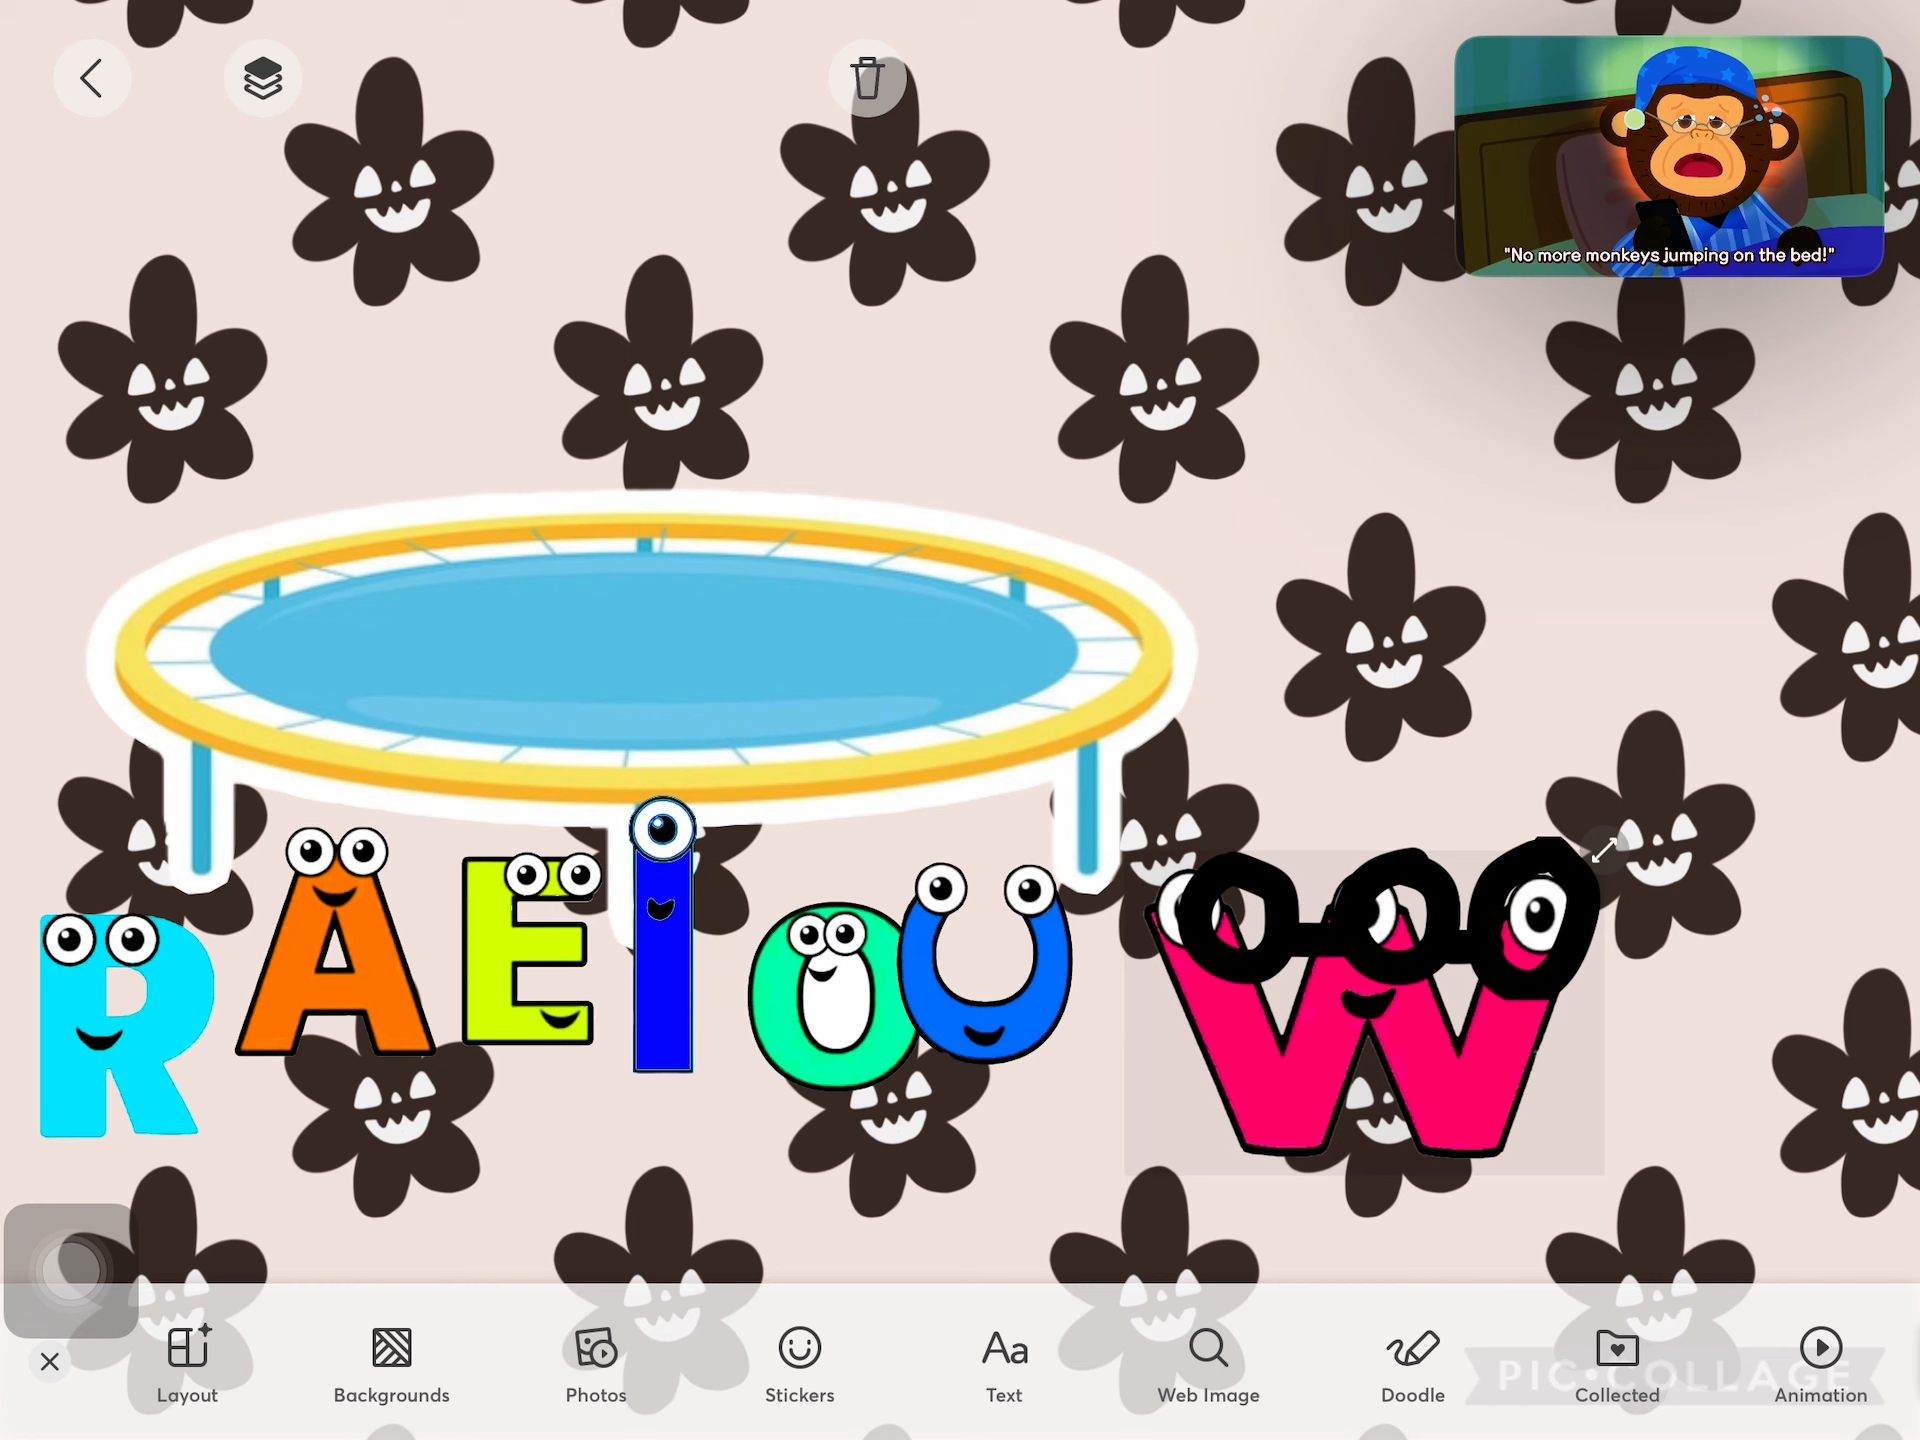 "No more monkeys jumping on the bed!"
R A E I O U W
Layout
Backgrounds
Photos
Stickers
Aa
Text
Web Image
Doodle
Collected
Animation
PIC•COLLAGE